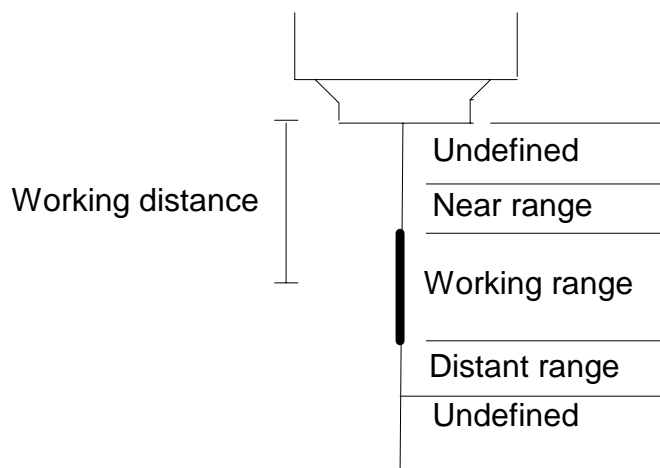 Undefined
Near range
Working distance
Working range
Distant range
Undefined